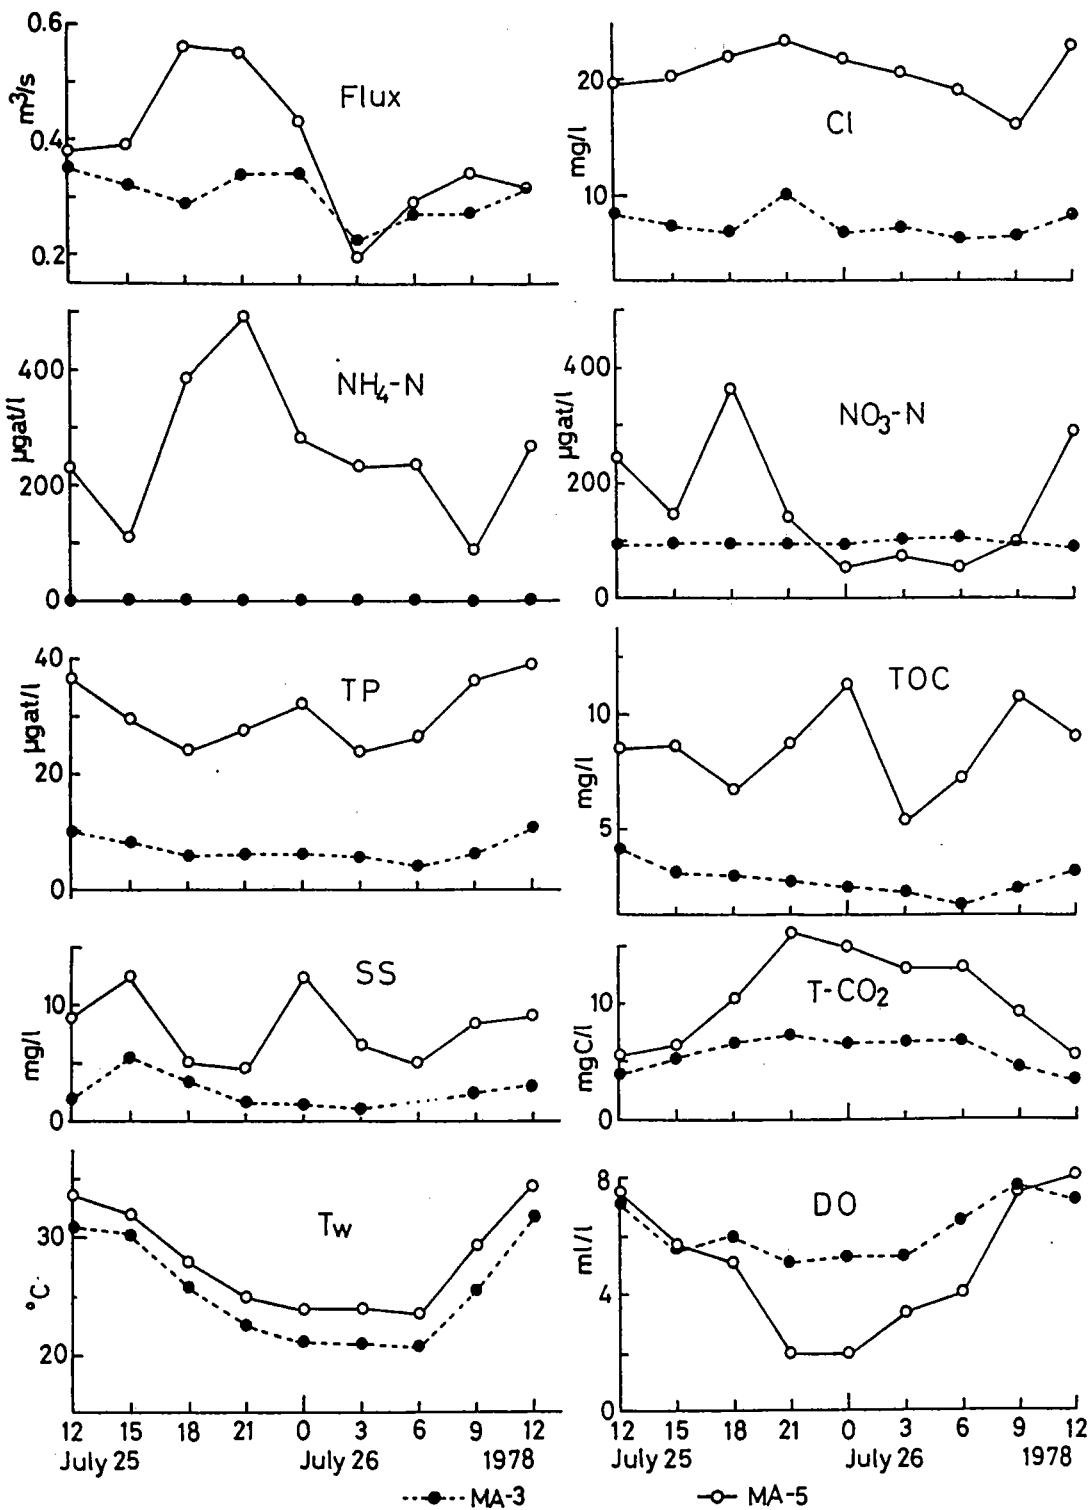 0.6
m³/s
Flux
0.4
0.2
20
mg/l
Cl
10
400
µgat/l
NH₄-N
200
0
400
µgat/l
NO₃-N
200
0
40
µgat/l
TP
20
0
TOC
10
mg/l
5
SS
10
mg/l
0
T-CO₂
10
mgC/l
0
Tw
30
°C
20
8
DO
ml/l
4
0
12 15 18 21 0 3 6 9 12
July 25 July 26 1978
12 15 18 21 0 3 6 9 12
July 25 July 26 1978
MA-3 MA-5